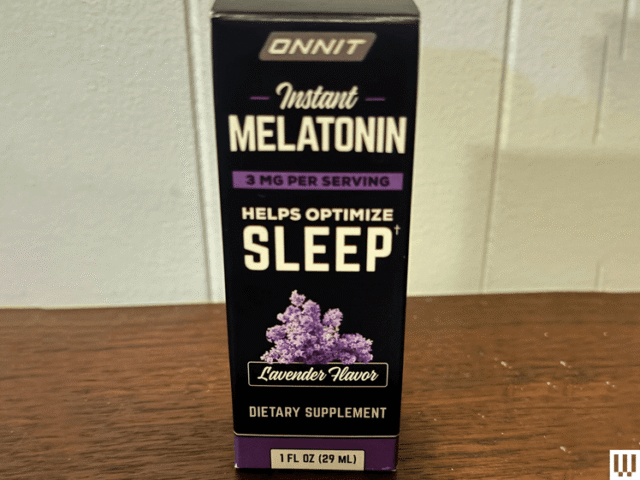 ONNIT
Instant
MELATONIN
3 MG PER SERVING
HELPS OPTIMIZE
SLEEP†
Lavender Flavor
DIETARY SUPPLEMENT
1 FL OZ (29 ML)
W